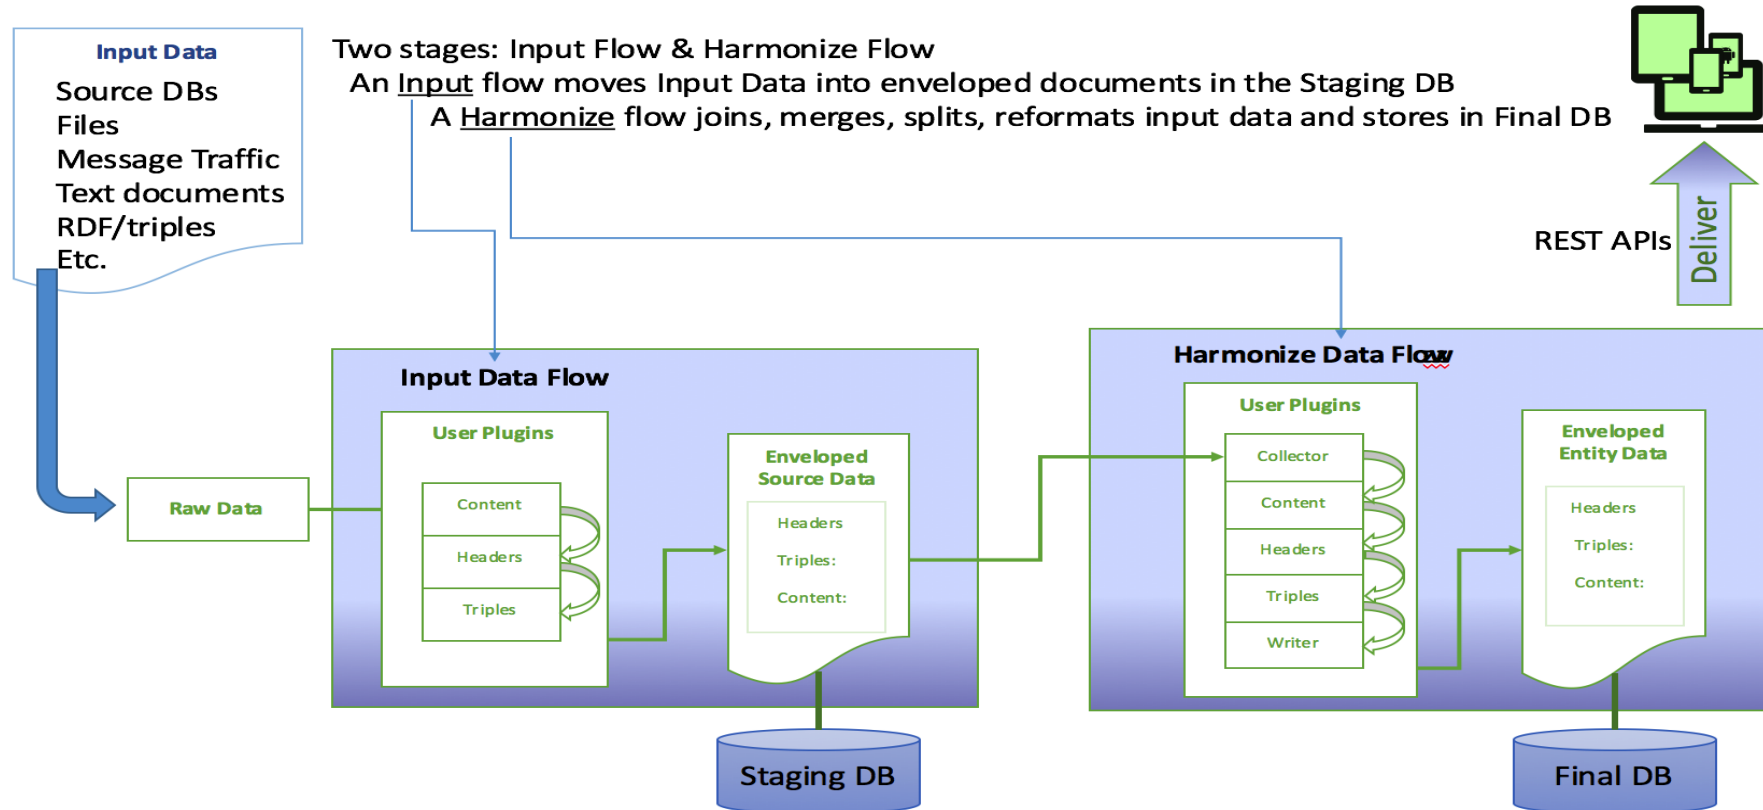 Input Data
Source DBs
Files
Message Traffic
Text documents
RDF/triples
Etc.
Two stages: Input Flow & Harmonize Flow
An Input flow moves Input Data into enveloped documents in the Staging DB
A Harmonize flow joins, merges, splits, reformats input data and stores in Final DB
REST APIs
Deliver
Raw Data
Input Data Flow
User Plugins
Content
Headers
Triples
Enveloped
Source Data
Headers
Triples:
Content:
Staging DB
Harmonize Data Flow
User Plugins
Collector
Content
Headers
Triples
Writer
Enveloped
Entity Data
Headers
Triples:
Content:
Final DB